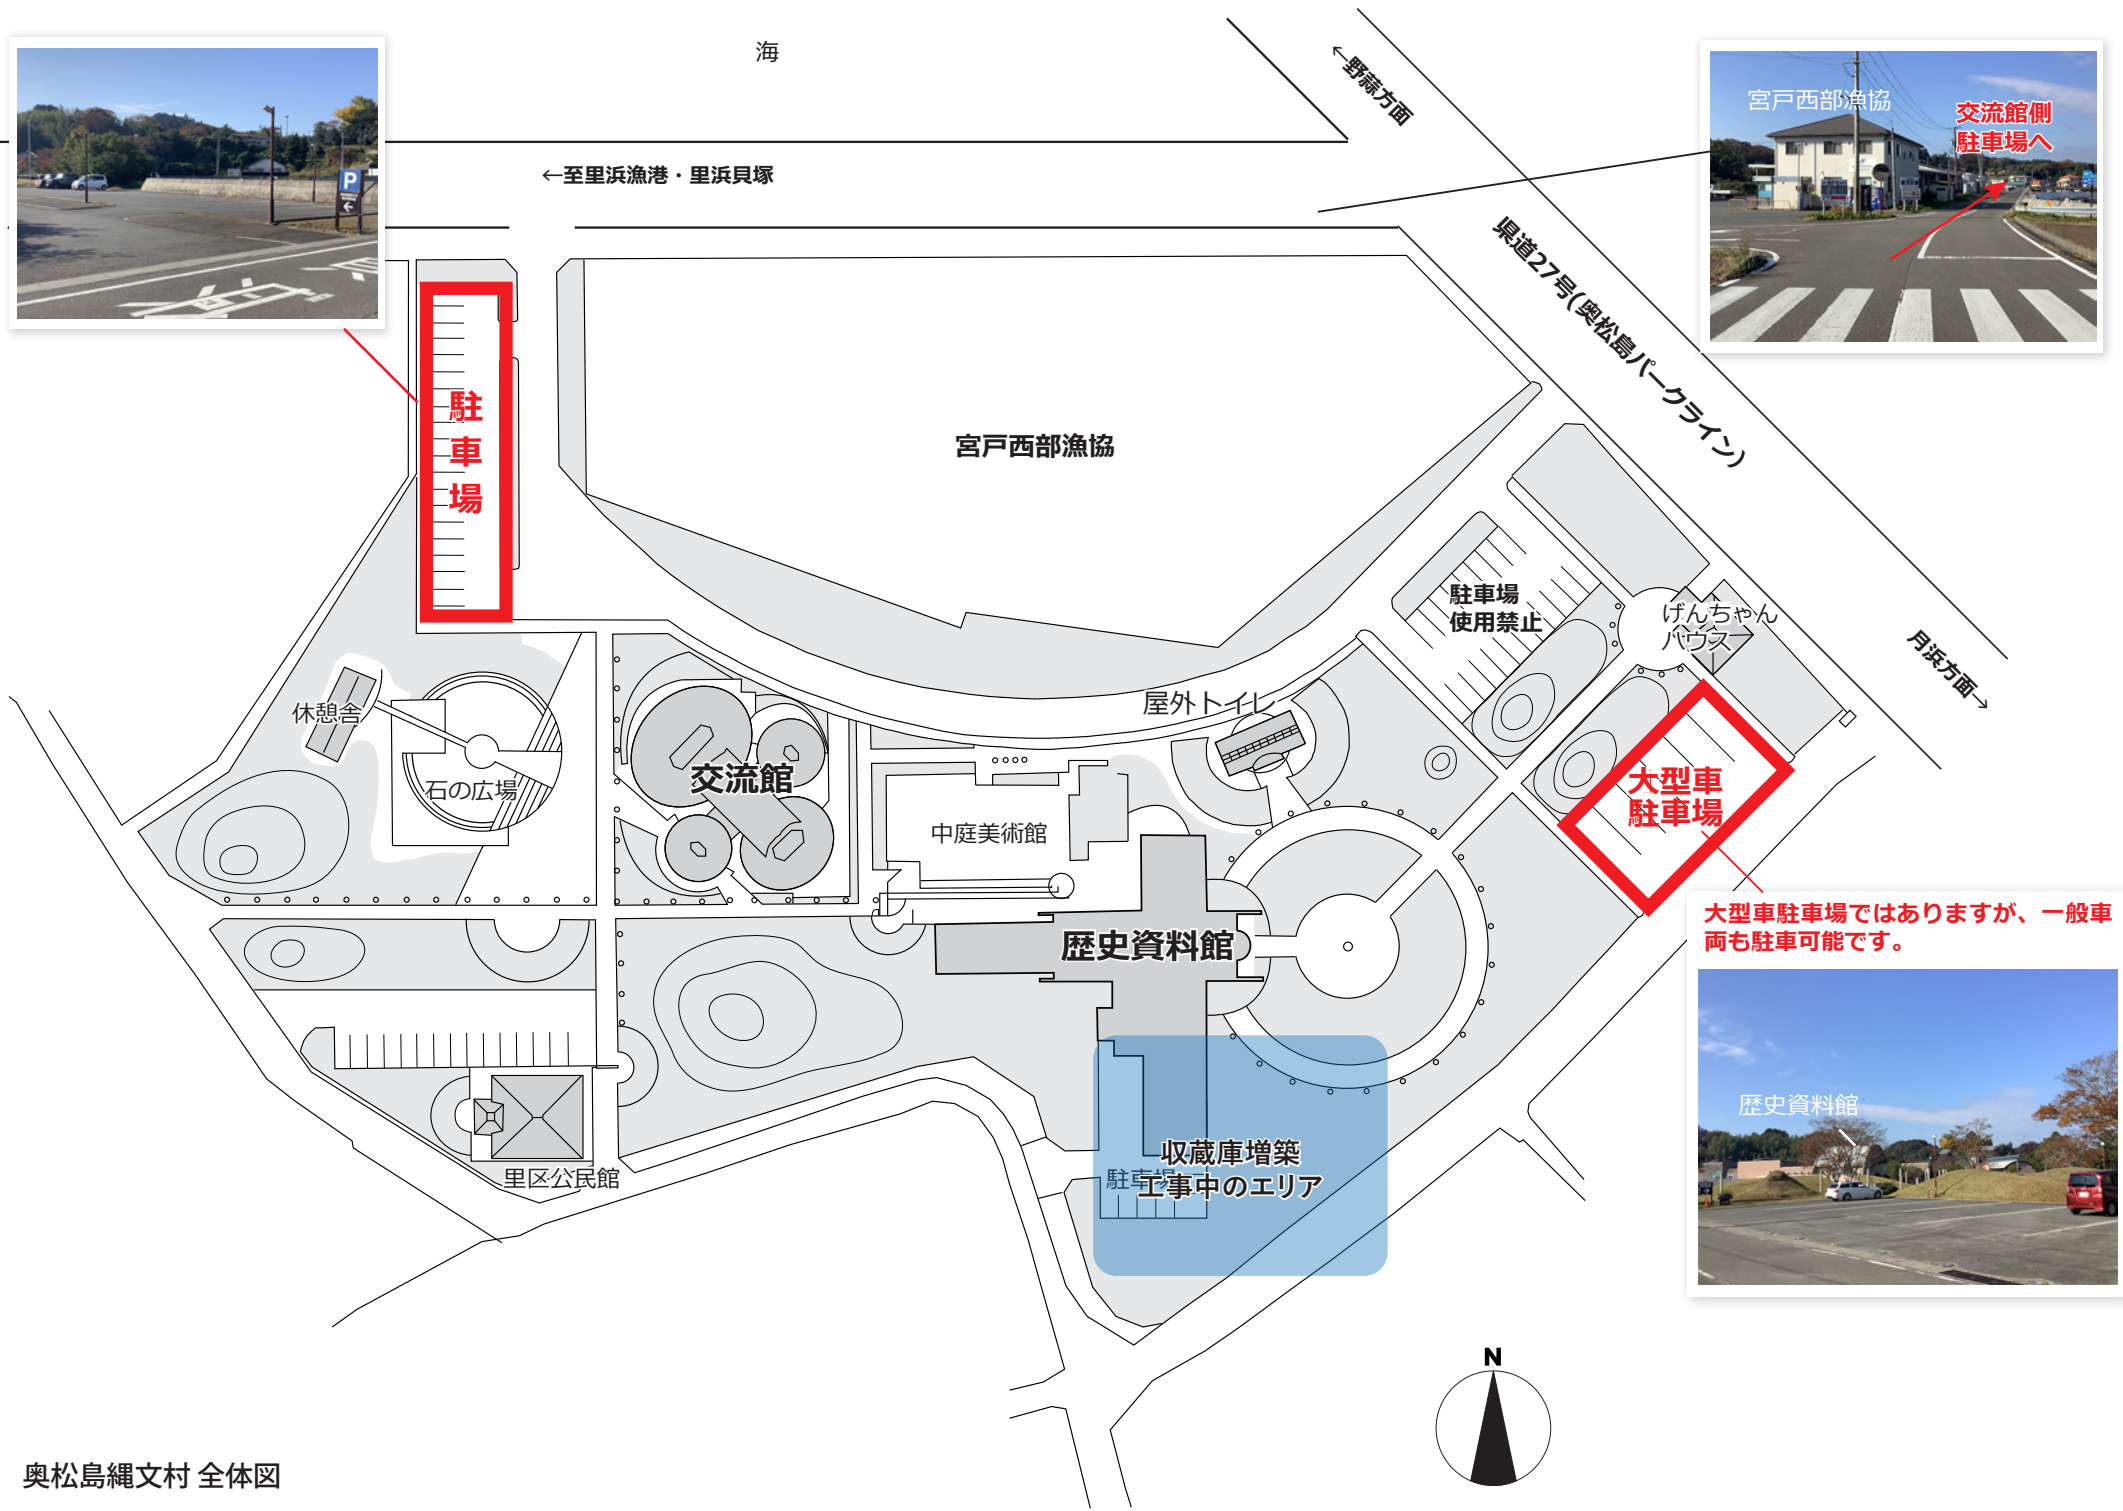 海
←野蒜方面
宮戸西部漁協
交流館側
駐車場へ
←至里浜漁港・里浜貝塚
P
県道27号(奥松島パークライン)
駐車場
宮戸西部漁協
駐車場
使用禁止
げんちゃん
ハウス
月浜方面→
休憩舎
石の広場
交流館
屋外トイレ
中庭美術館
大型車
駐車場
大型車駐車場ではありますが、一般車
両も駐車可能です。
歴史資料館
歴史資料館
収蔵庫増築
工事中のエリア
駐車場
里区公民館
N
奥松島縄文村 全体図